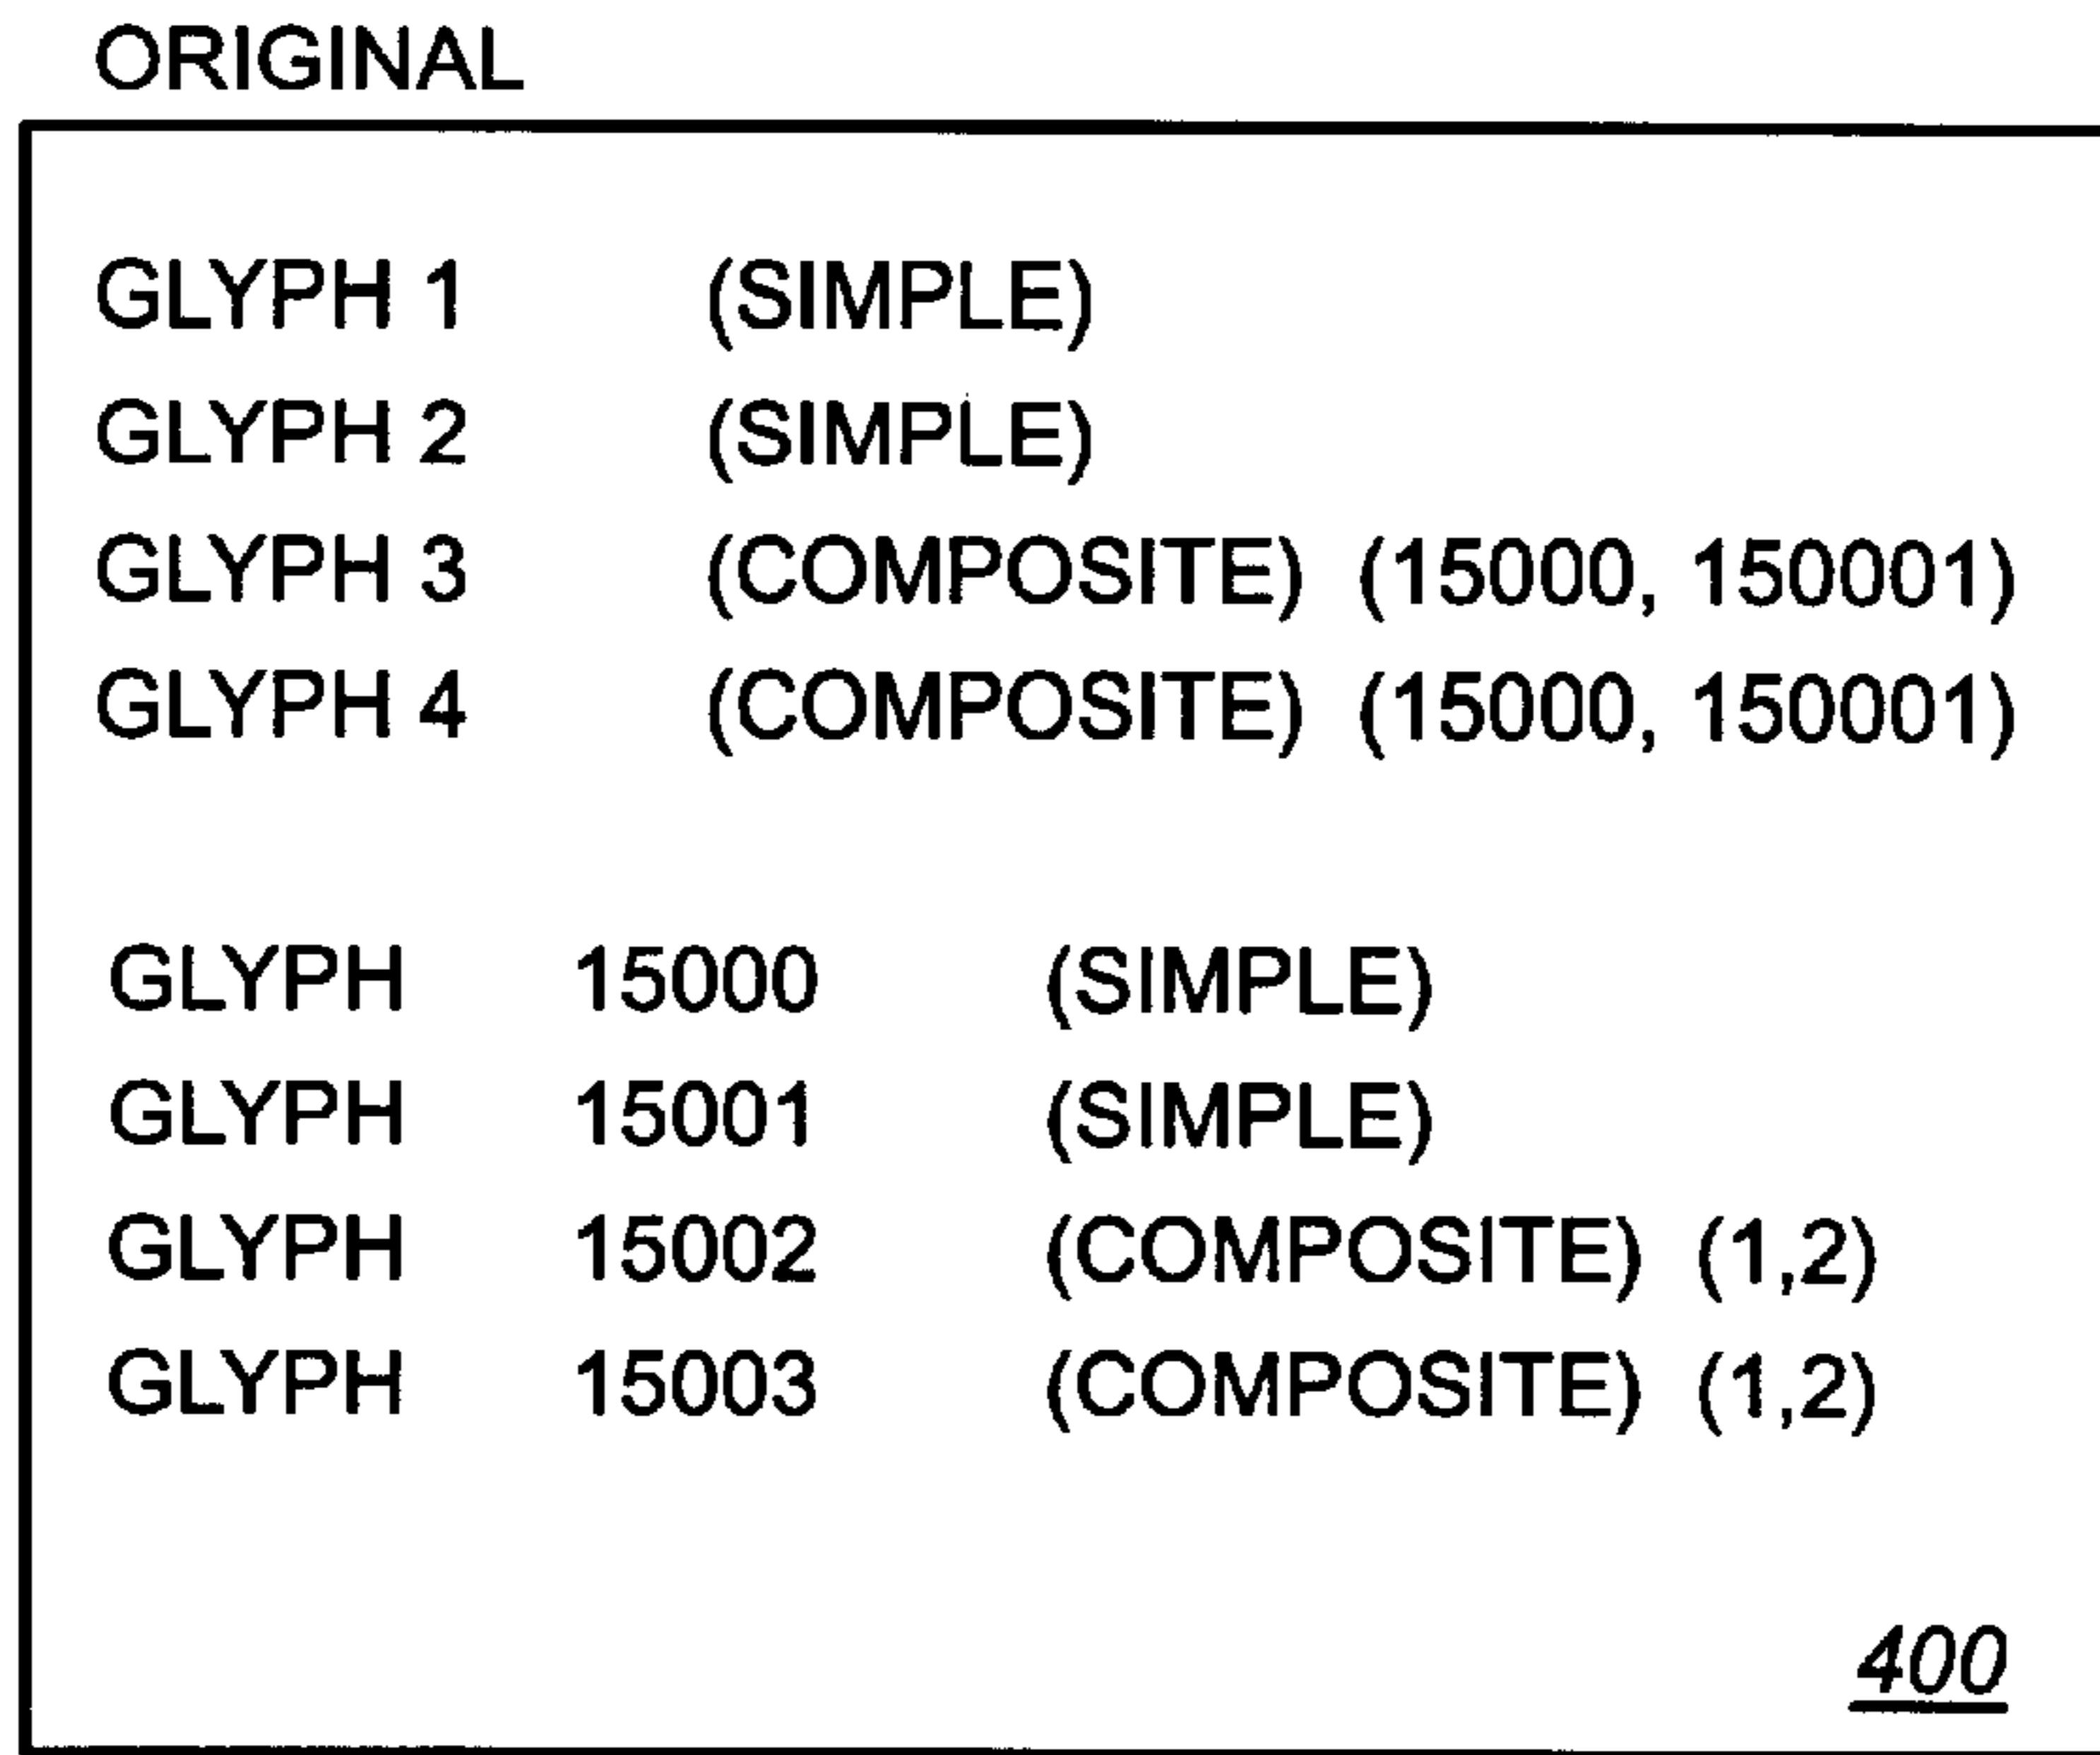 ORIGINAL
GLYPH 1 (SIMPLE)
GLYPH 2 (SIMPLE)
GLYPH 3 (COMPOSITE) (15000, 150001)
GLYPH 4 (COMPOSITE) (15000, 150001)
GLYPH 15000 (SIMPLE)
GLYPH 15001 (SIMPLE)
GLYPH 15002 (COMPOSITE) (1,2)
GLYPH 15003 (COMPOSITE) (1,2)
400